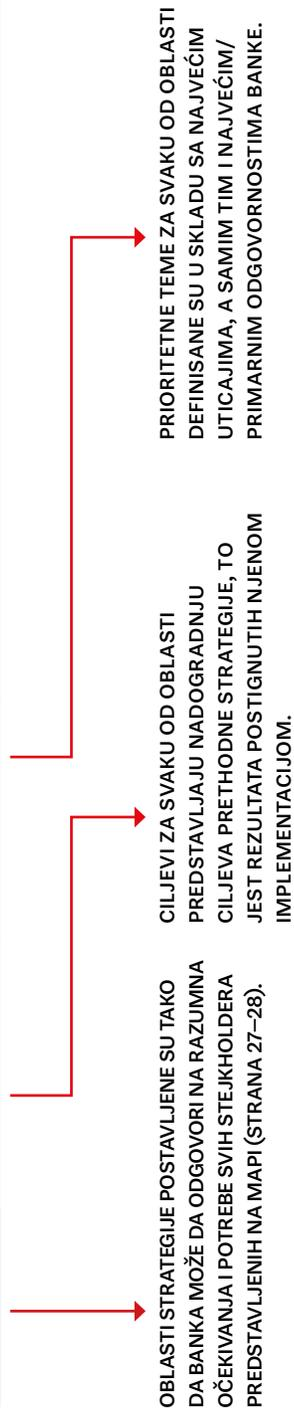 OBLASTI STRATEGIJE POSTAVLJENE SU TAKO
DA BANKA MOŽE DA ODGOVORI NA RAZUMNA
OČEKIVANJA I POTREBE SVIH STEJKHOLDERA
PREDSTAVLJENIH NA MAPI (STRANA 27–28).
CILJEVI ZA SVAKU OD OBLASTI
PREDSTAVLJAJU NADOGRADNJU
CILJEVA PRETHODNE STRATEGIJE, TO
JEST REZULTATA POSTIGNUTIH NJENOM
IMPLEMENTACIJOM.
PRIORITETNE TEME ZA SVAKU OD OBLASTI
DEFINISANE SU U SKLADU SA NAJVEĆIM
UTICAJIMA, A SAMIM TIM I NAJVEĆIM/
PRIMARNIM ODGOVORNOSTIMA BANKE.